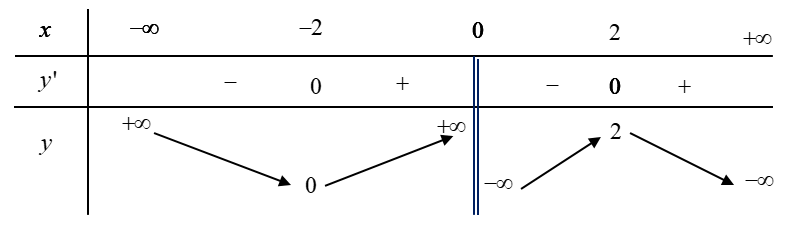 x −∞ −2 0 2 +∞
y' − 0 + − 0 +
y +∞ 0 +∞ −∞ 2 −∞